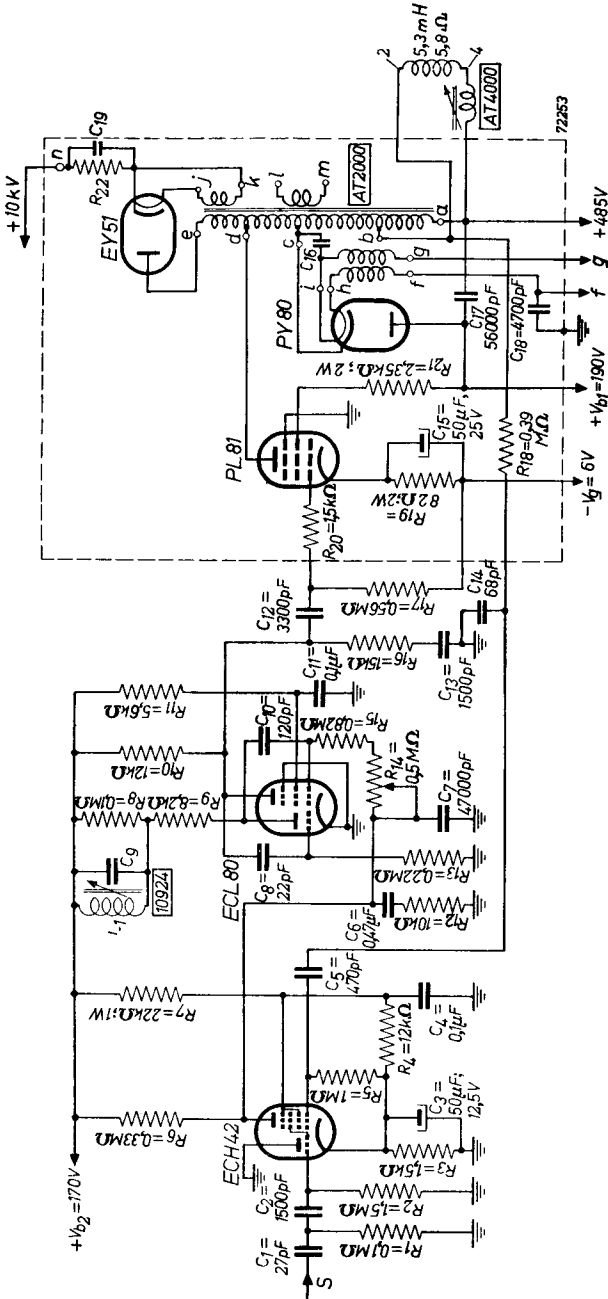 +10 kV
n
C19
R22
EY51
j
k
e
l
m
AT2000
d
c
C16
b
a
i
h
g
f
PY80
2
5,3mH
5,8Ω
4
AT4000
72253
+485V
g
f
C17
56000pF
C18=4700pF
R21=2,35kΩ;2W
+Vb1=190V
PL81
C15=
50µF;
25V
R19=
82Ω;2W
R20=1,5kΩ
-Vg=6V
R18=0,39
MΩ
C12=
3300pF
R17=0,56MΩ
C14
68pF
R16=15kΩ
C13=
1500pF
R11=5,6kΩ
R10=12kΩ
R8=0,1MΩ
R9=8,2kΩ
C11=
0,1µF
C10=
120pF
R15=
0,82MΩ
R14=
0,5MΩ
C7=
47000pF
C9
10924
L1
ECL80
C8=
22pF
R13=0,22MΩ
C6=
0,47µF
R12=10kΩ
C5=
470pF
R7=22kΩ;1W
C4=
0,1µF
R4=12kΩ
R5=1MΩ
C3=
50µF;
12,5V
R6=0,33MΩ
ECH42
R3=1,5kΩ
+Vb2=170V
C2=
1500pF
R2=1,5MΩ
C1=
27pF
R1=0,1MΩ
S